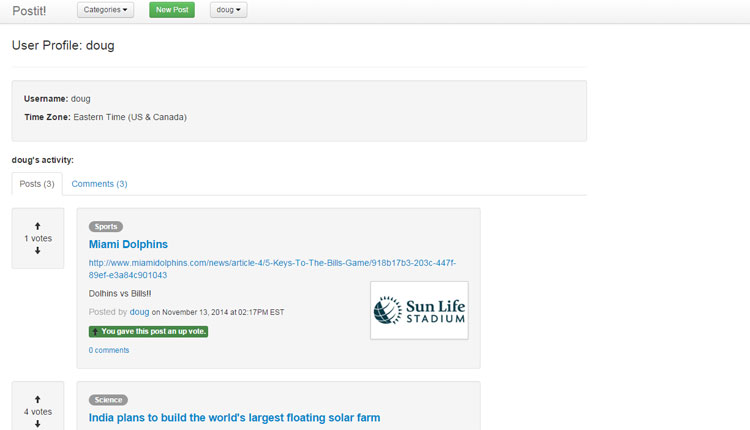 Postit! Categories New Post doug
User Profile: doug
Username: doug
Time Zone: Eastern Time (US & Canada)
doug's activity:
Posts (3) Comments (3)
1 votes
Sports
Miami Dolphins
http://www.miamidolphins.com/news/article-4/5-Keys-To-The-Bills-Game/918b17b3-203c-447f-
89ef-e3a84c901043
Dolhins vs Bills!!
Posted by doug on November 13, 2014 at 02:17PM EST
You gave this post an up vote.
0 comments
Sun Life
STADIUM
4 votes
Science
India plans to build the world's largest floating solar farm